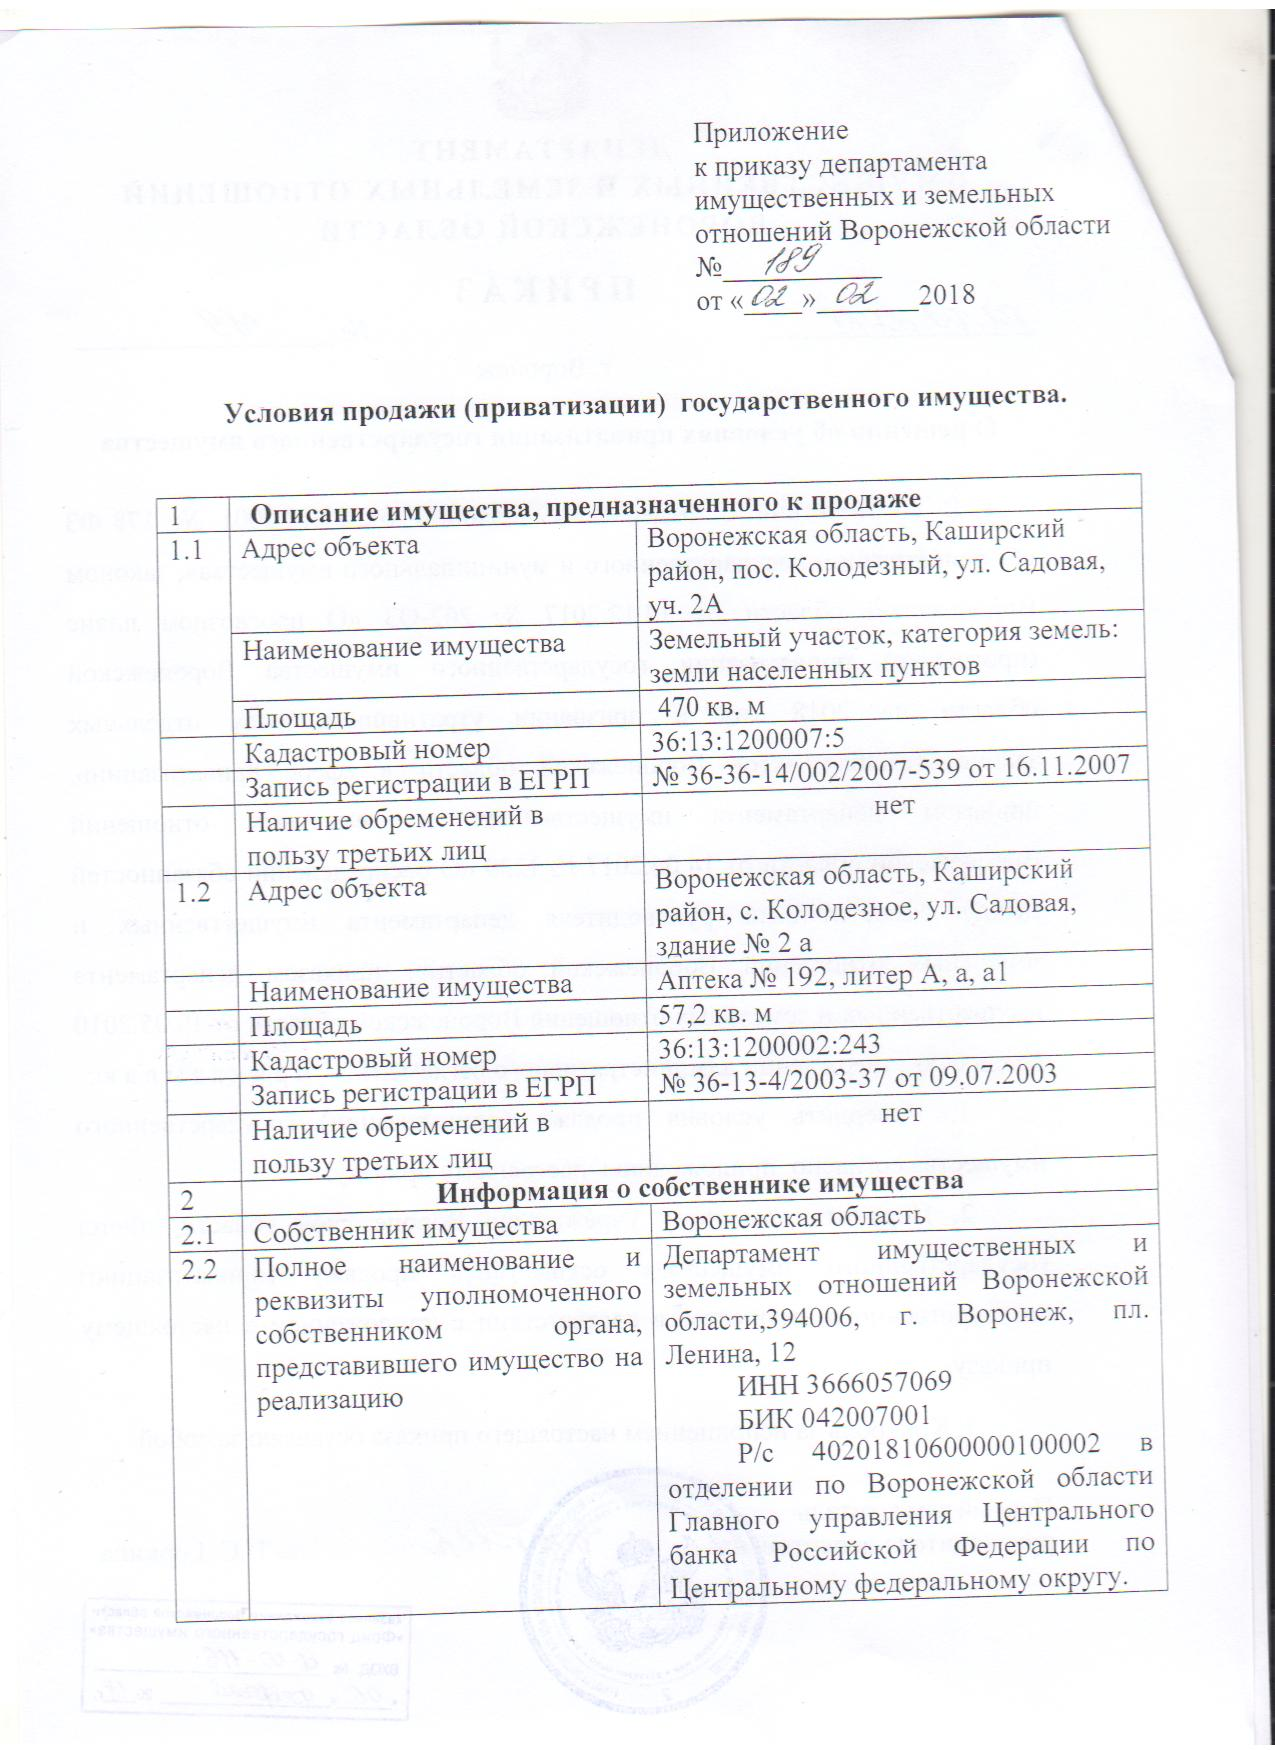 Приложение
к приказу департамента
имущественных и земельных
отношений Воронежской области
№ 189
от «02» 02 2018
Условия продажи (приватизации) государственного имущества.
1 Описание имущества, предназначенного к продаже
1.1 Адрес объекта
Воронежская область, Каширский
район, пос. Колодезный, ул. Садовая,
уч. 2А
Наименование имущества
Земельный участок, категория земель:
земли населенных пунктов
Площадь 470 кв. м
Кадастровый номер 36:13:1200007:5
Запись регистрации в ЕГРП № 36-36-14/002/2007-539 от 16.11.2007
Наличие обременений в
пользу третьих лиц
нет
1.2 Адрес объекта
Воронежская область, Каширский
район, с. Колодезное, ул. Садовая,
здание № 2 а
Наименование имущества Аптека № 192, литер А, а, а1
Площадь 57,2 кв. м
Кадастровый номер 36:13:1200002:243
Запись регистрации в ЕГРП № 36-13-4/2003-37 от 09.07.2003
Наличие обременений в
пользу третьих лиц
нет
2 Информация о собственнике имущества
2.1 Собственник имущества Воронежская область
2.2 Полное наименование и
реквизиты уполномоченного
собственником органа,
представившего имущество на
реализацию
Департамент имущественных и
земельных отношений Воронежской
области,394006, г. Воронеж, пл.
Ленина, 12
ИНН 3666057069
БИК 042007001
Р/с 40201810600000100002 в
отделении по Воронежской области
Главного управления Центрального
банка Российской Федерации по
Центральному федеральному округу.